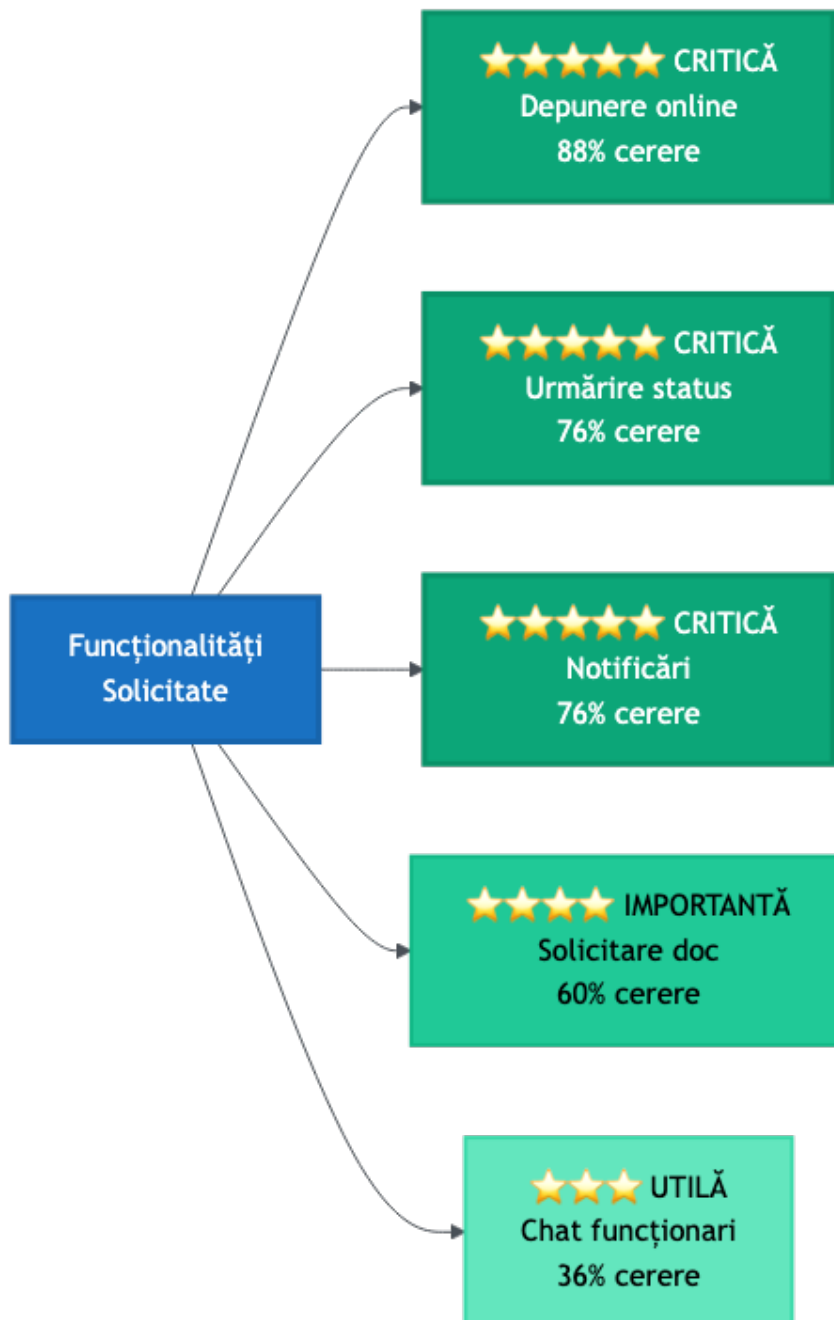 ⭐⭐⭐⭐⭐ CRITICĂ
Depunere online
88% cerere
⭐⭐⭐⭐⭐ CRITICĂ
Urmărire status
76% cerere
Funcționalități
Solicitate
⭐⭐⭐⭐⭐ CRITICĂ
Notificări
76% cerere
⭐⭐⭐⭐ IMPORTANTĂ
Solicitare doc
60% cerere
⭐⭐⭐ UTILĂ
Chat funcționari
36% cerere